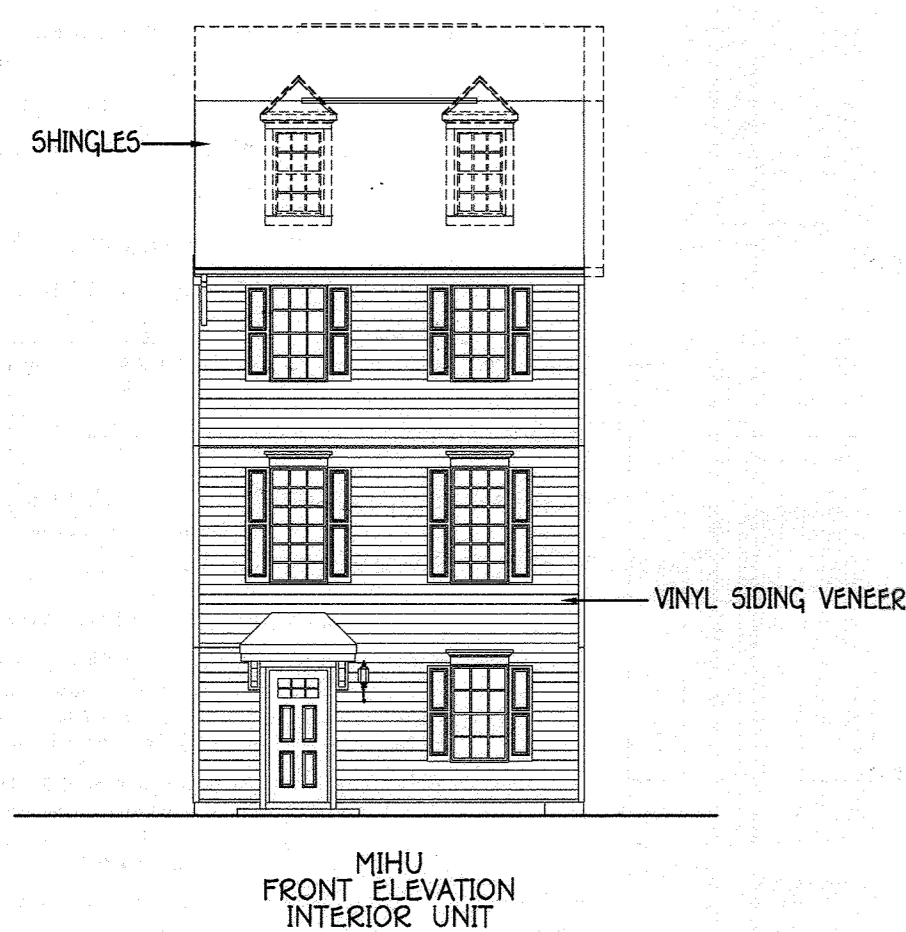 SHINGLES
VINYL SIDING VENEER
MIHU
FRONT ELEVATION
INTERIOR UNIT